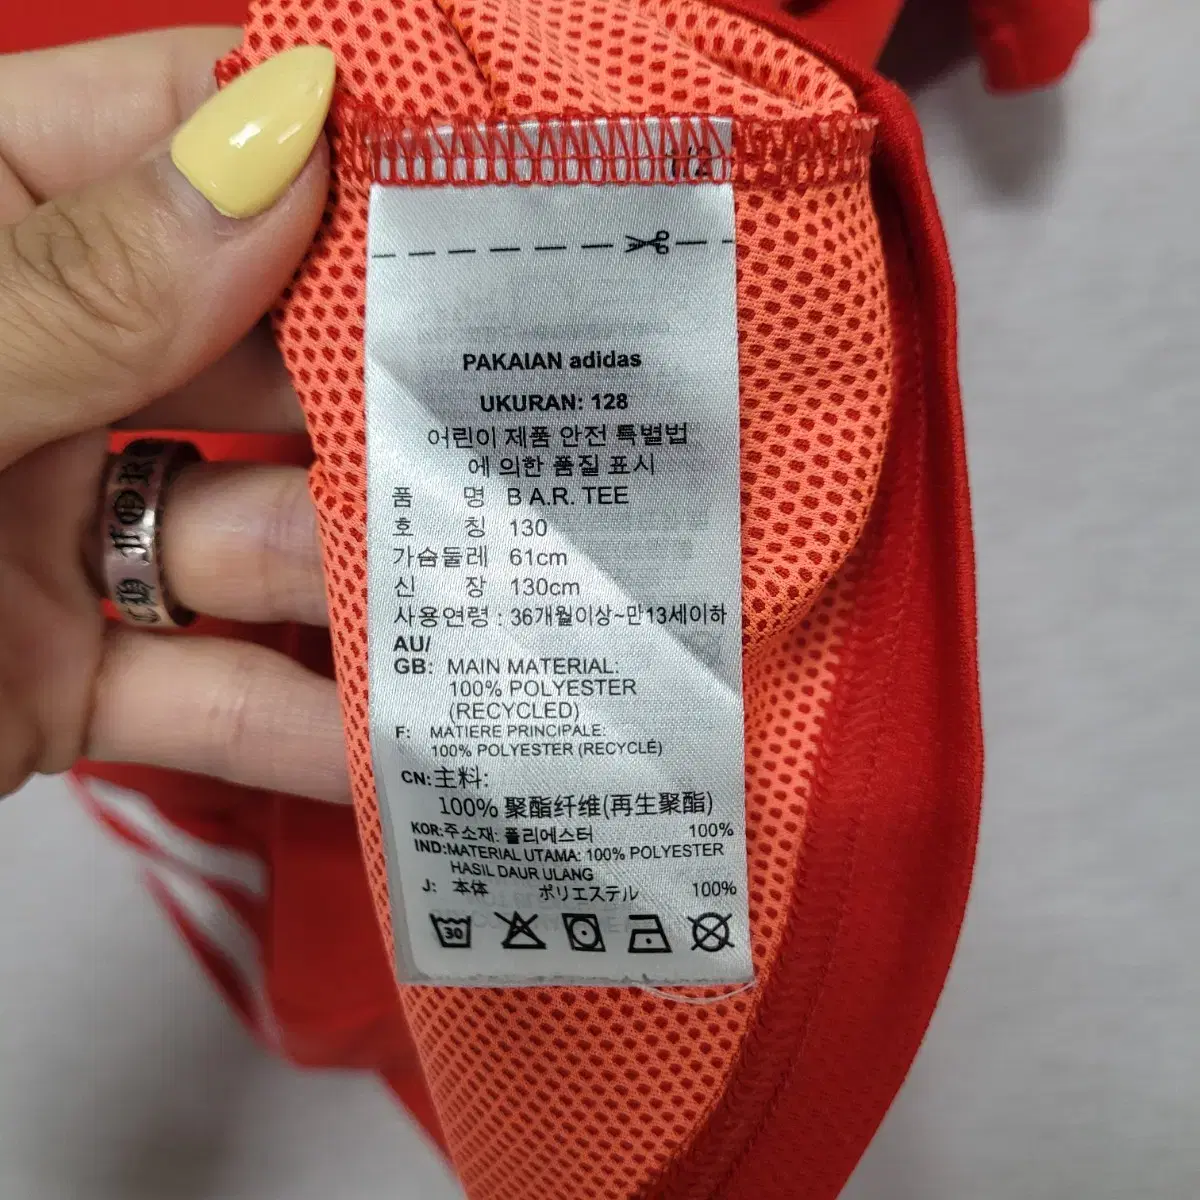 PAKAIAN adidas
UKURAN: 128
어린이 제품 안전 특별법
에 의한 품질 표시
품 명 B A.R. TEE
호 칭 130
가슴둘레 61cm
신 장 130cm
사용연령 : 36개월이상~만13세이하
AU/
GB: MAIN MATERIAL:
100% POLYESTER
(RECYCLED)
F: MATIERE PRINCIPALE:
100% POLYESTER (RECYCLÉ)
CN:主料:
100% 聚酯纤维(再生聚酯)
KOR:주소재: 폴리에스터 100%
IND:MATERIAL UTAMA: 100% POLYESTER
HASIL DAUR ULANG
J: 本体 ポリエステル 100%
30